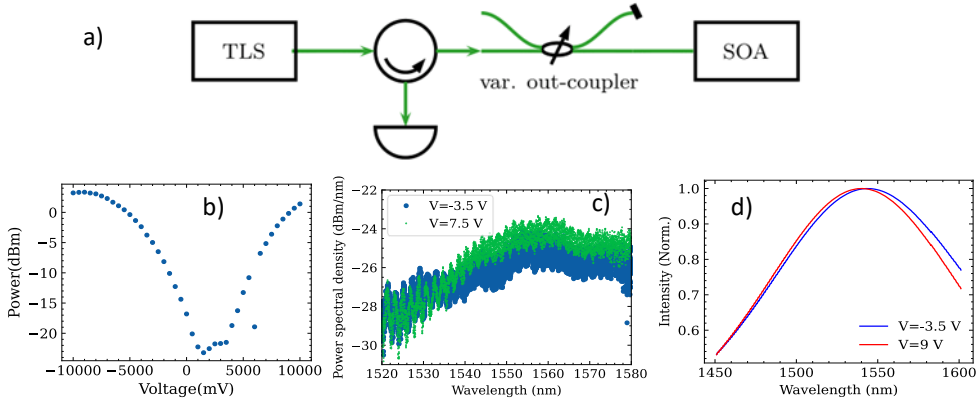 a)
TLS
SOA
var. out-coupler
b)
Power(dBm)
0
−5
−10
−15
−20
−10000 −5000 0 5000 10000
Voltage(mV)
c)
V=-3.5 V
V=7.5 V
Power spectral density (dBm/nm)
−22
−24
−26
−28
−30
1520 1530 1540 1550 1560 1570 1580
Wavelength (nm)
d)
Intensity (Norm.)
1.0
0.9
0.8
0.7
0.6
V=-3.5 V
V=9 V
1450 1500 1550 1600
Wavelength (nm)